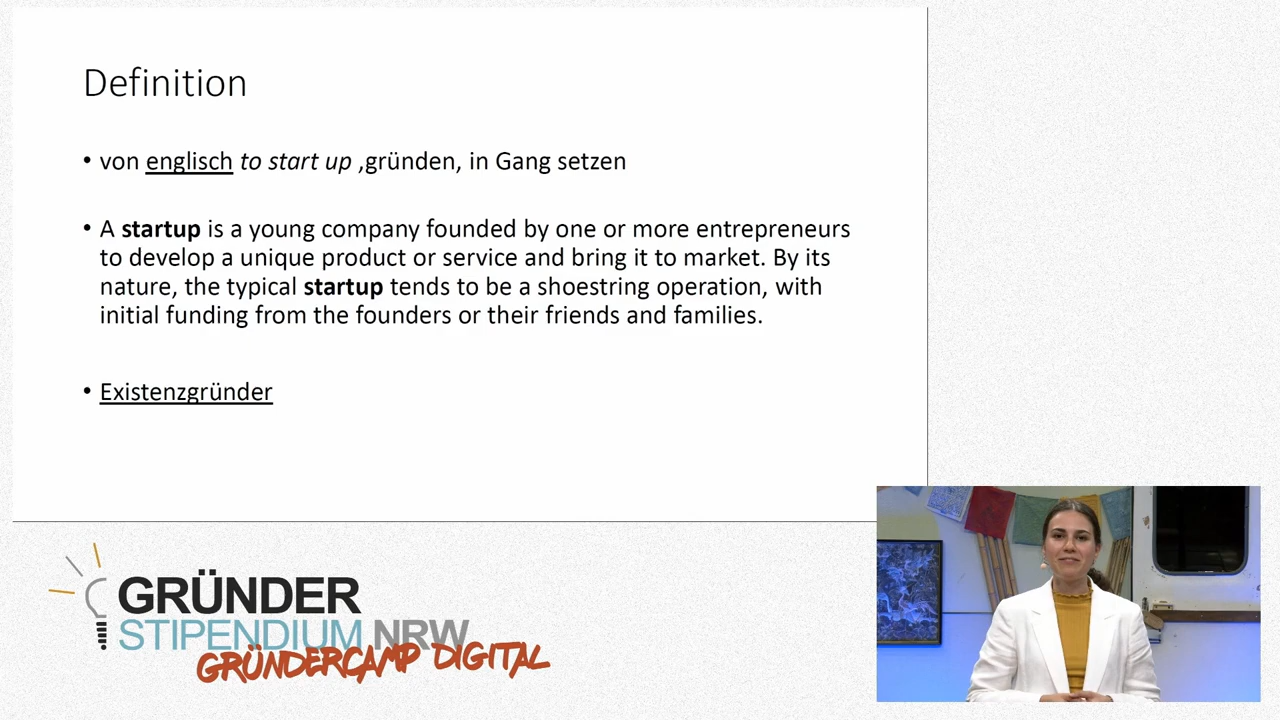 Definition
• von englisch to start up ‚gründen, in Gang setzen
• A startup is a young company founded by one or more entrepreneurs
to develop a unique product or service and bring it to market. By its
nature, the typical startup tends to be a shoestring operation, with
initial funding from the founders or their friends and families.
• Existenzgründer
GRÜNDER
STIPENDIUM NRW
GRÜNDERCAMP DIGITAL